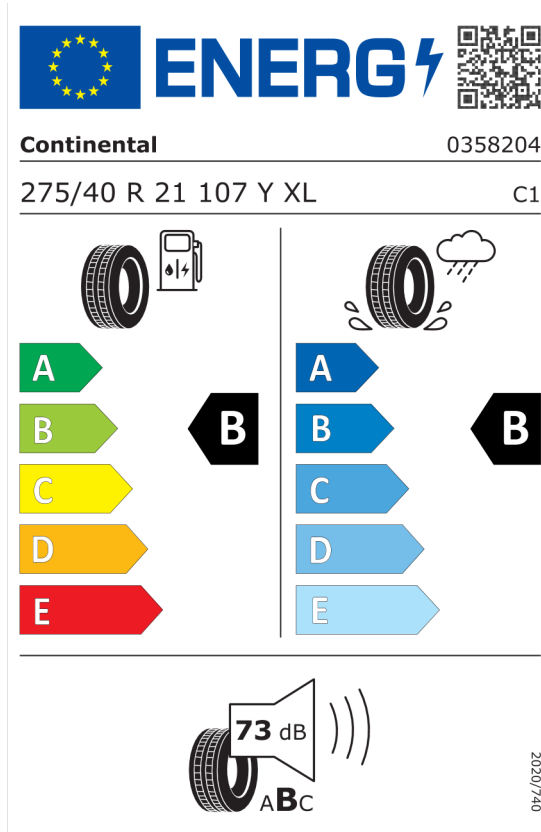 ENERG
Continental 0358204
275/40 R 21 107 Y XL C1
A A
B B B B
C C
D D
E E
73 dB
ABC
2020/740